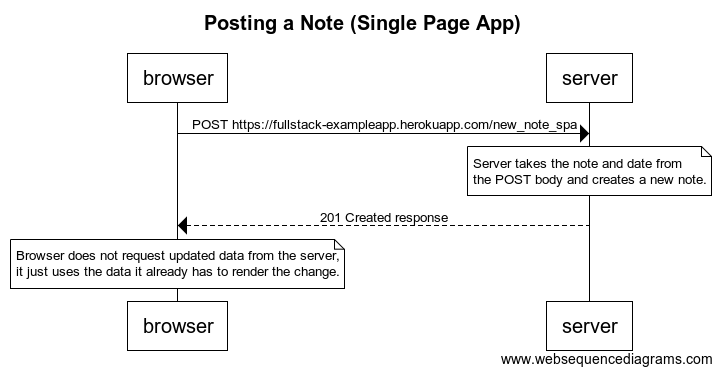 Posting a Note (Single Page App)
browser
server
POST https://fullstack-exampleapp.herokuapp.com/new_note_spa
Server takes the note and date from
the POST body and creates a new note.
201 Created response
Browser does not request updated data from the server,
it just uses the data it already has to render the change.
browser
server
www.websequencediagrams.com